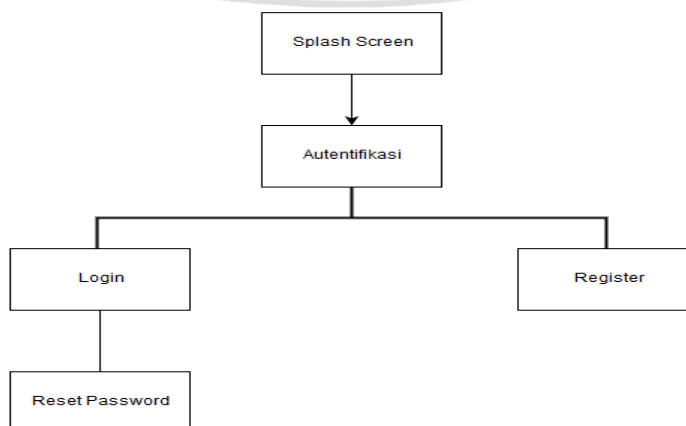 Splash Screen
Autentifikasi
Login
Register
Reset Password